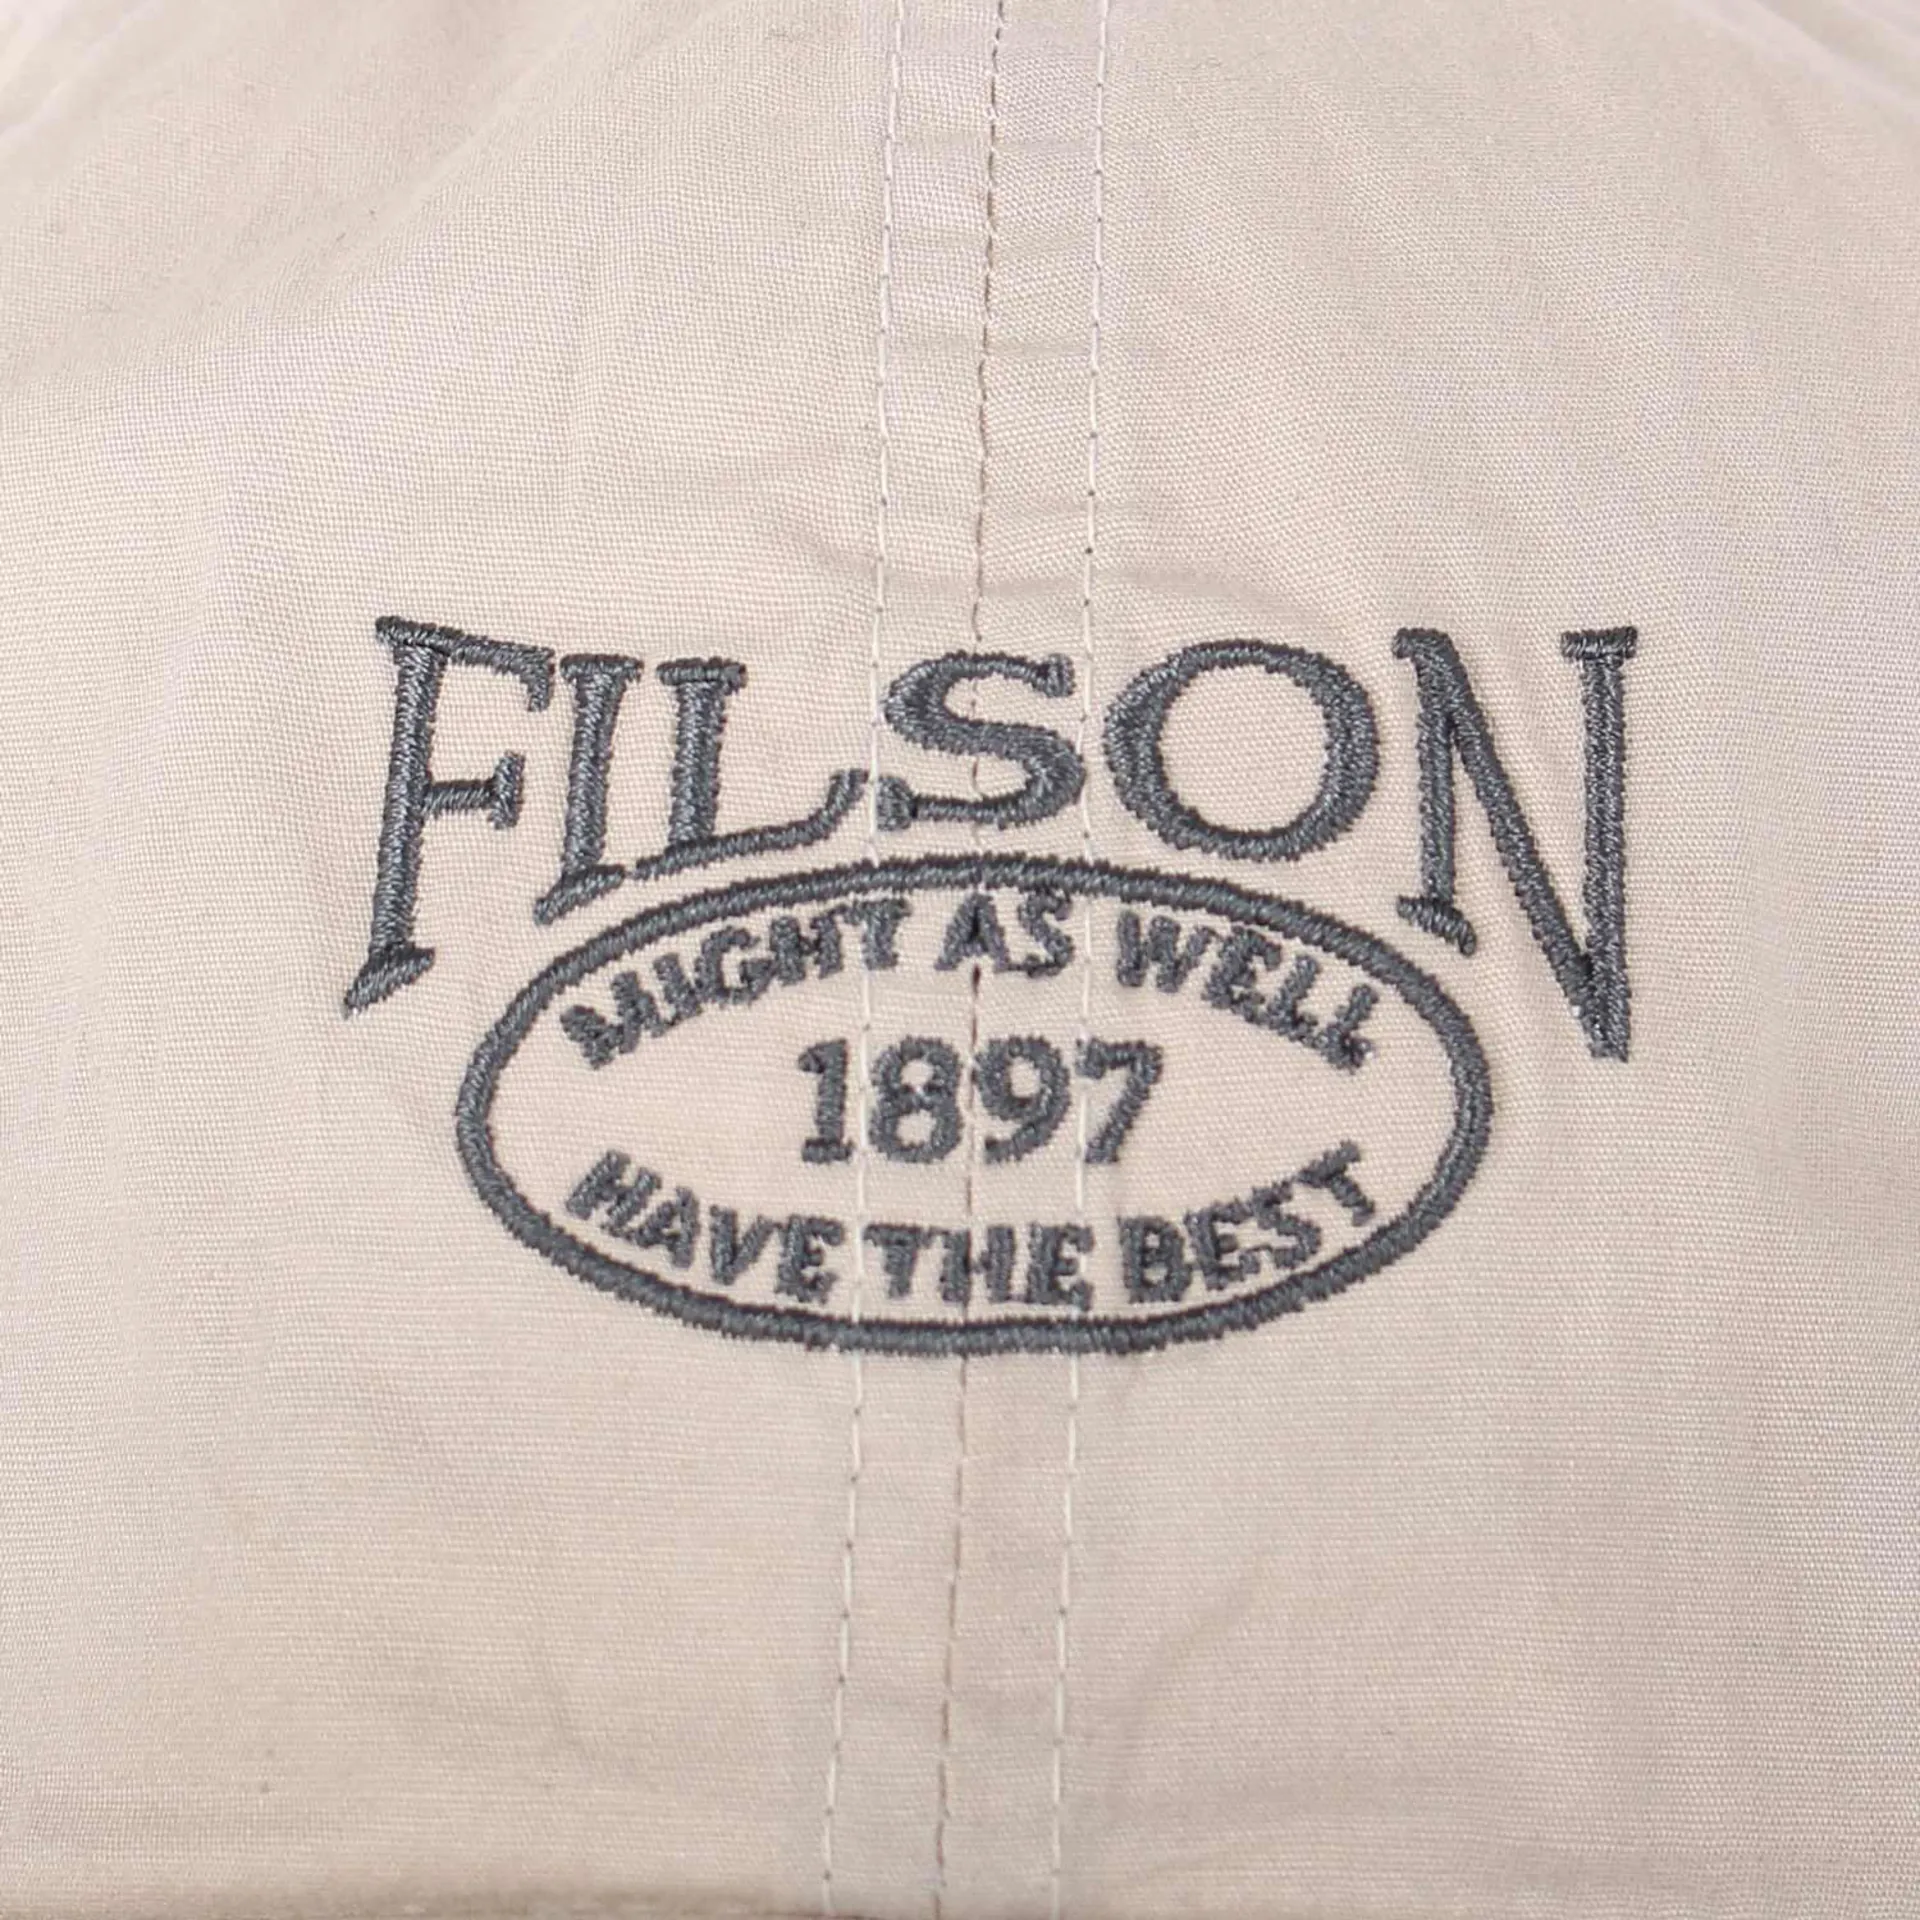 FILSON
MIGHT AS WELL
1897
HAVE THE BEST